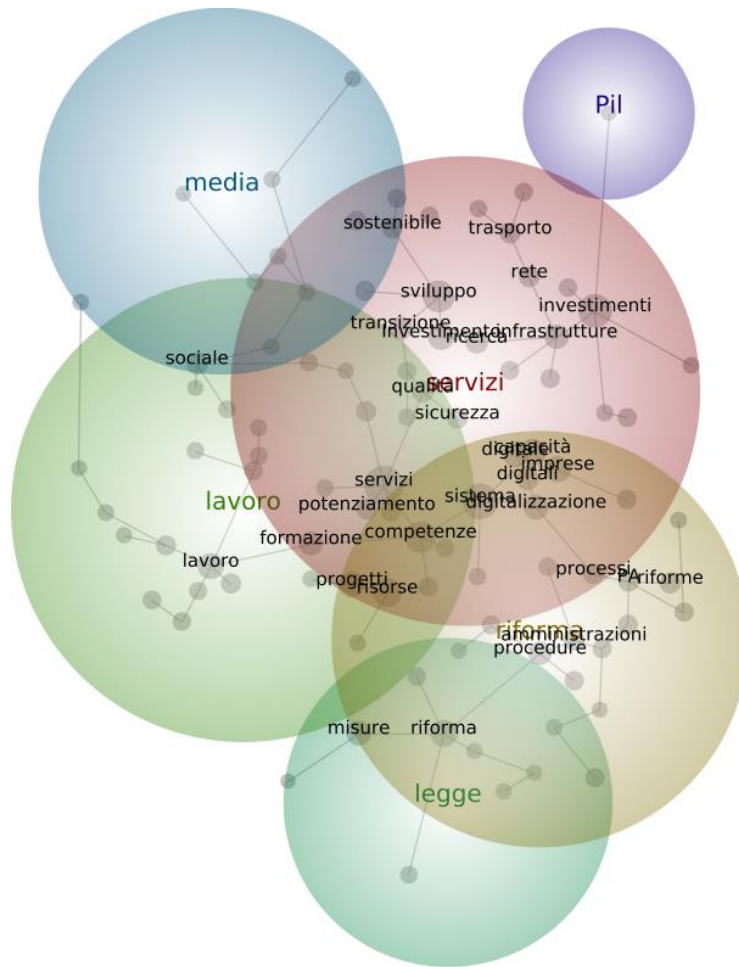 Pil
media
sostenibile
trasporto
rete
sviluppo
investimenti
transizione
investimento
infrastrutture
ricerca
sociale
servizi
qualità
sicurezza
capacità
digitale
imprese
digitali
servizi
sistema
lavoro
digitalizzazione
potenziamento
competenze
formazione
lavoro
processi
PA
riforme
progetti
risorse
riforma
amministrazioni
procedure
misure
riforma
legge